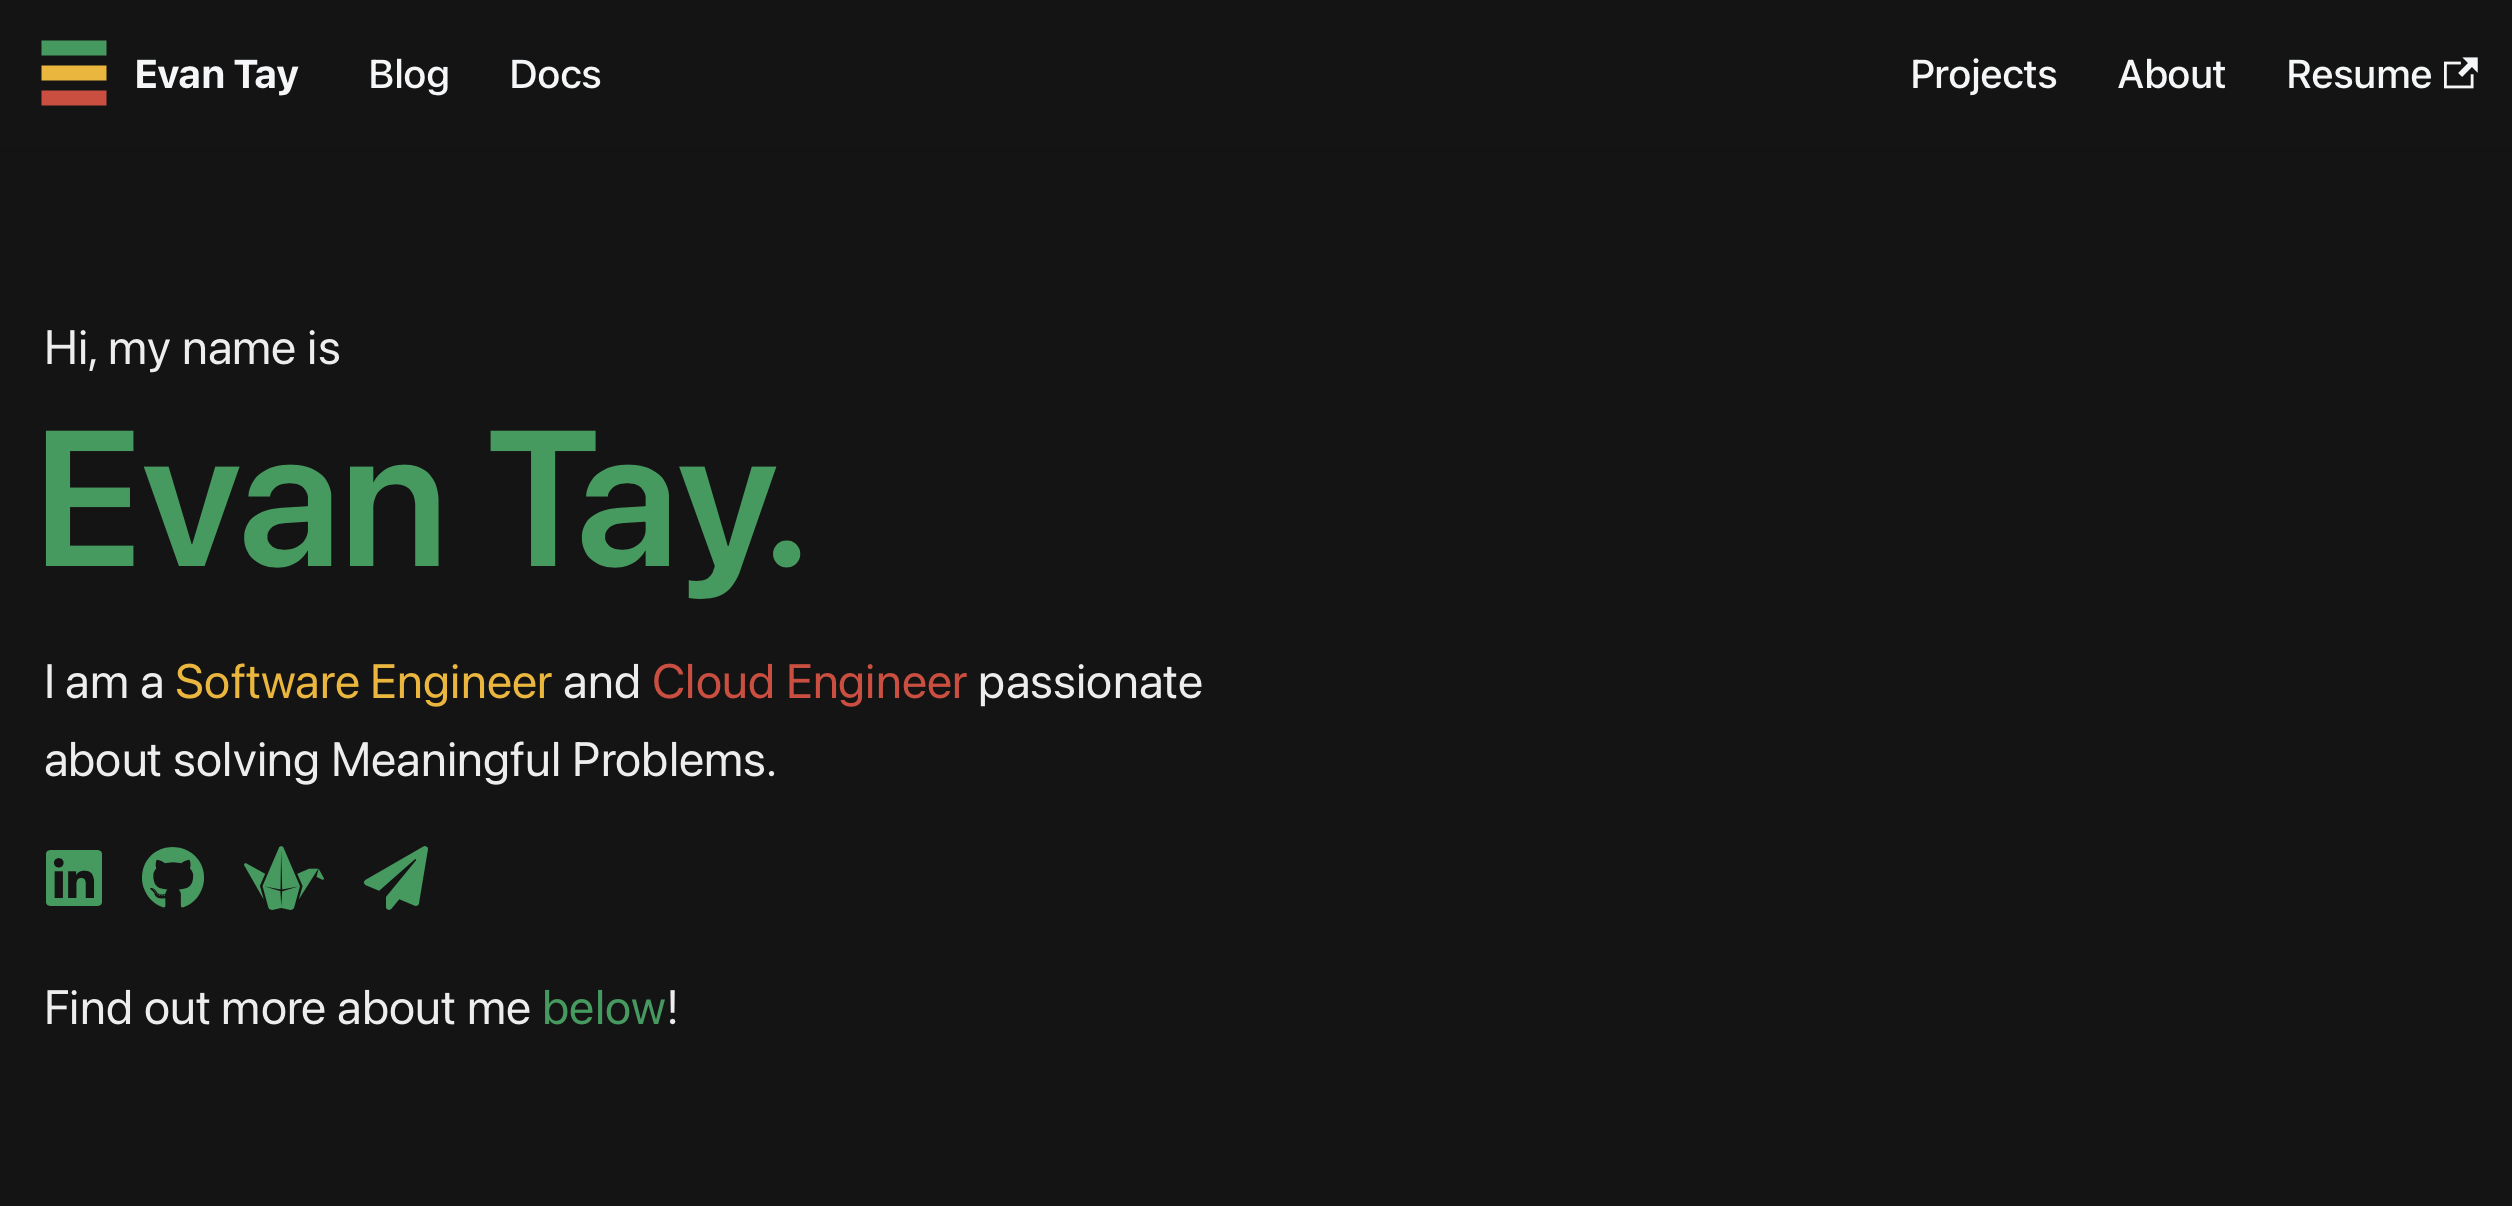 Evan Tay Blog Docs Projects About Resume
Hi, my name is
Evan Tay.
I am a Software Engineer and Cloud Engineer passionate
about solving Meaningful Problems.
in
Find out more about me below!